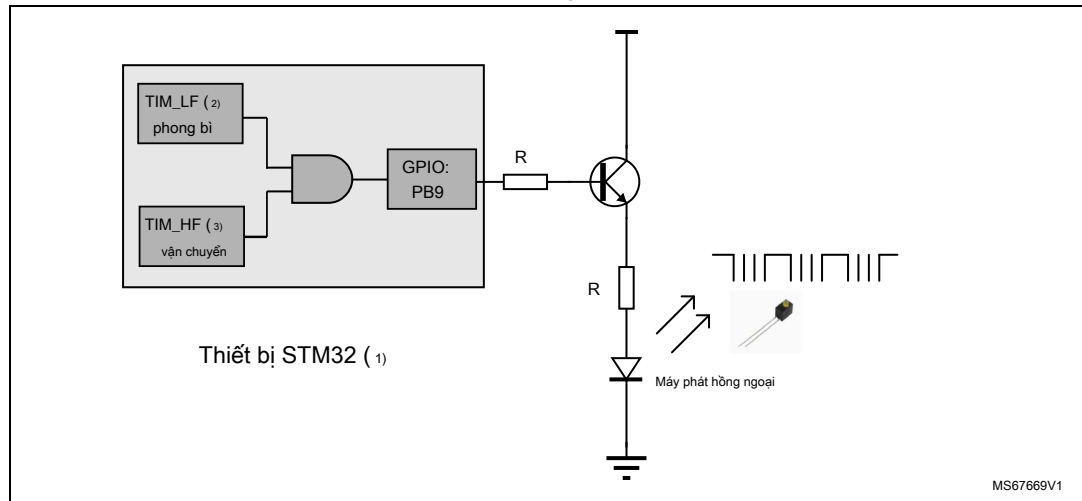 TIM_LF ( 2)
phong bì
TIM_HF ( 3)
vận chuyển
GPIO:
PB9
R
R
Thiết bị STM32 ( 1)
Máy phát hồng ngoại
MS67669V1